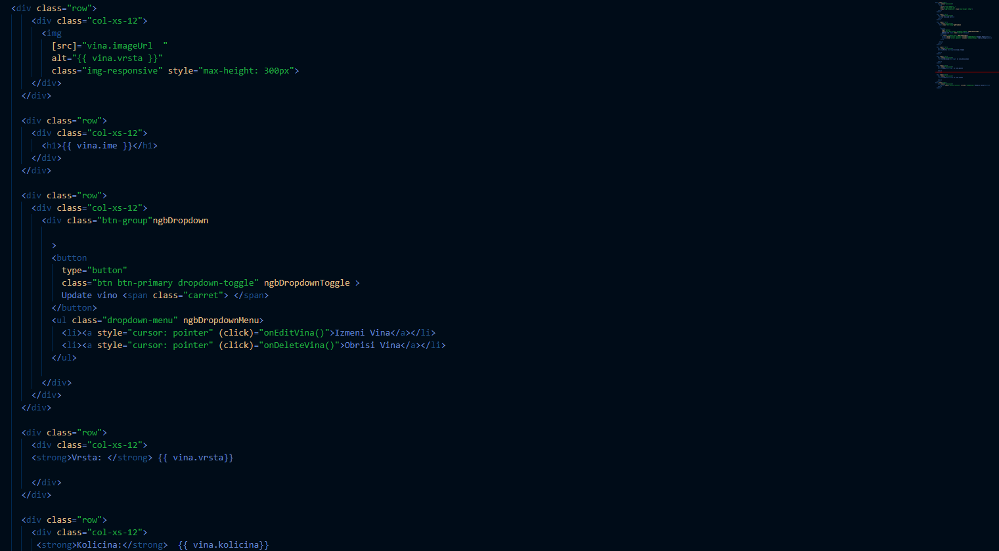 <div class="row">
<div class="col-xs-12">
<img
[src]="vina.imageUrl  "
alt="{{ vina.vrsta }}"
class="img-responsive" style="max-height: 300px">
</div>
</div>
<div class="row">
<div class="col-xs-12">
<h1>{{ vina.ime }}</h1>
</div>
</div>
<div class="row">
<div class="col-xs-12">
<div class="btn-group"ngbDropdown
>
<button
type="button"
class="btn btn-primary dropdown-toggle" ngbDropdownToggle >
Update vino <span class="carret"> </span>
</button>
<ul class="dropdown-menu" ngbDropdownMenu>
<li><a style="cursor: pointer" (click)="onEditVina()">Izmeni Vina</a></li>
<li><a style="cursor: pointer" (click)="onDeleteVina()">Obrisi Vina</a></li>
</ul>
</div>
</div>
</div>
<div class="row">
<div class="col-xs-12">
<strong>Vrsta: </strong> {{ vina.vrsta}}
</div>
</div>
<div class="row">
<div class="col-xs-12">
<strong>Kolicina:</strong>  {{ vina.kolicina}}